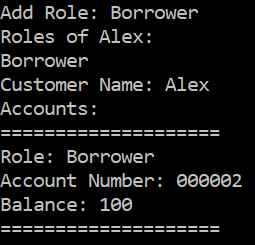 Add Role: Borrower
Roles of Alex:
Borrower
Customer Name: Alex
Accounts:
====================
Role: Borrower
Account Number: 000002
Balance: 100
====================